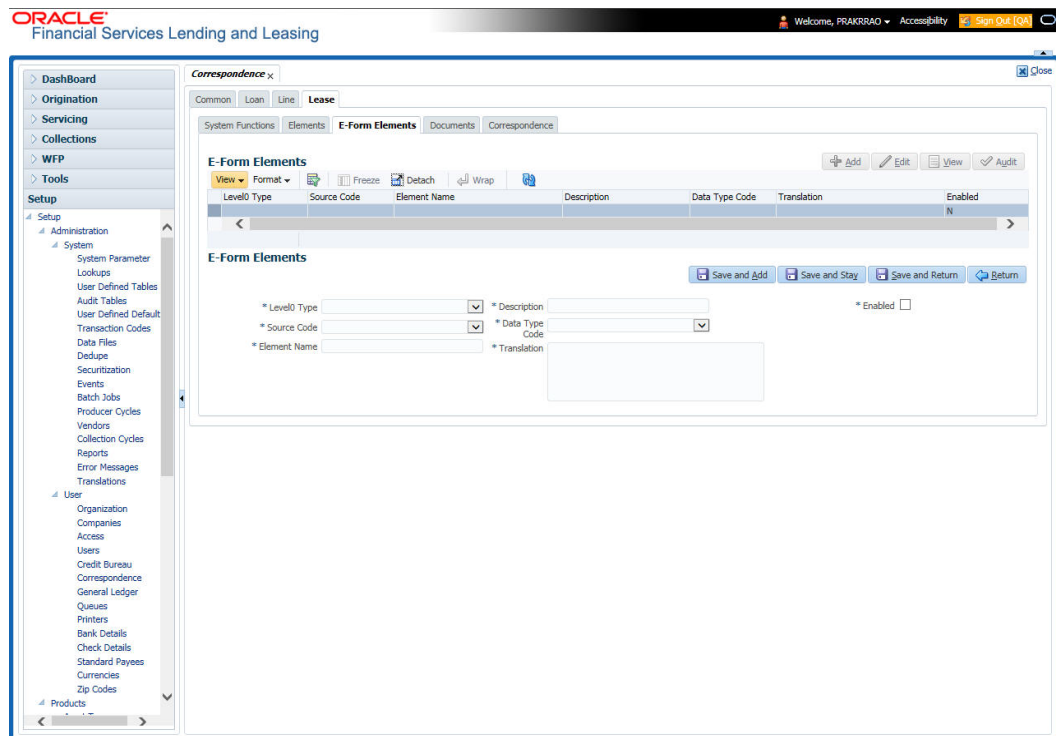 ORACLE
Financial Services Lending and Leasing
Welcome, PRAKRRAO Accessibility Sign Out [QA]
DashBoard
Origination
Servicing
Collections
WFP
Tools
Setup
Setup
Administration
System
System Parameter
Lookups
User Defined Tables
Audit Tables
User Defined Default
Transaction Codes
Data Files
Dedupe
Securitization
Events
Batch Jobs
Producer Cycles
Vendors
Collection Cycles
Reports
Error Messages
Translations
User
Organization
Companies
Access
Users
Credit Bureau
Correspondence
General Ledger
Queues
Printers
Bank Details
Check Details
Standard Payees
Currencies
Zip Codes
Products
Correspondence x
Close
Common Loan Line Lease
System Functions Elements E-Form Elements Documents Correspondence
E-Form Elements
Add Edit View Audit
View Format Freeze Detach Wrap
Level0 Type Source Code Element Name Description Data Type Code Translation Enabled
N
E-Form Elements
Save and Add Save and Stay Save and Return Return
* Level0 Type * Description * Enabled
* Source Code * Data Type Code
* Element Name * Translation